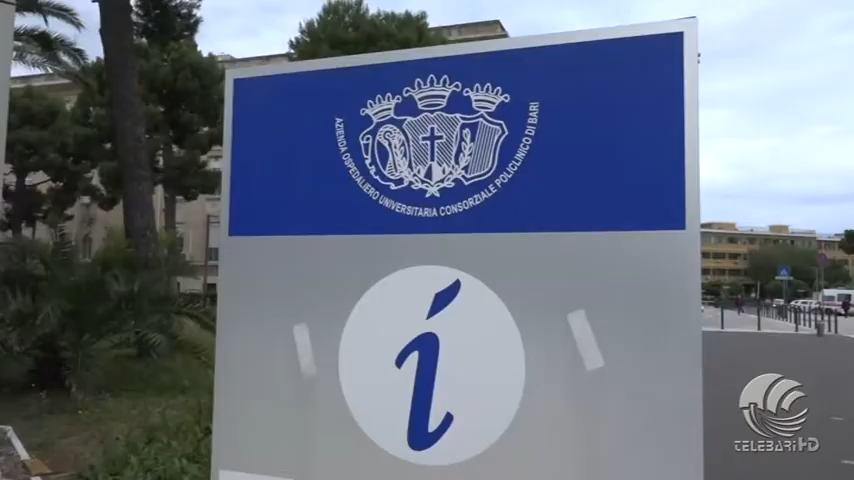 AZIENDA OSPEDALIERO UNIVERSITARIA CONSORZIALE POLICLINICO DI BARI
i
TELEBARI HD